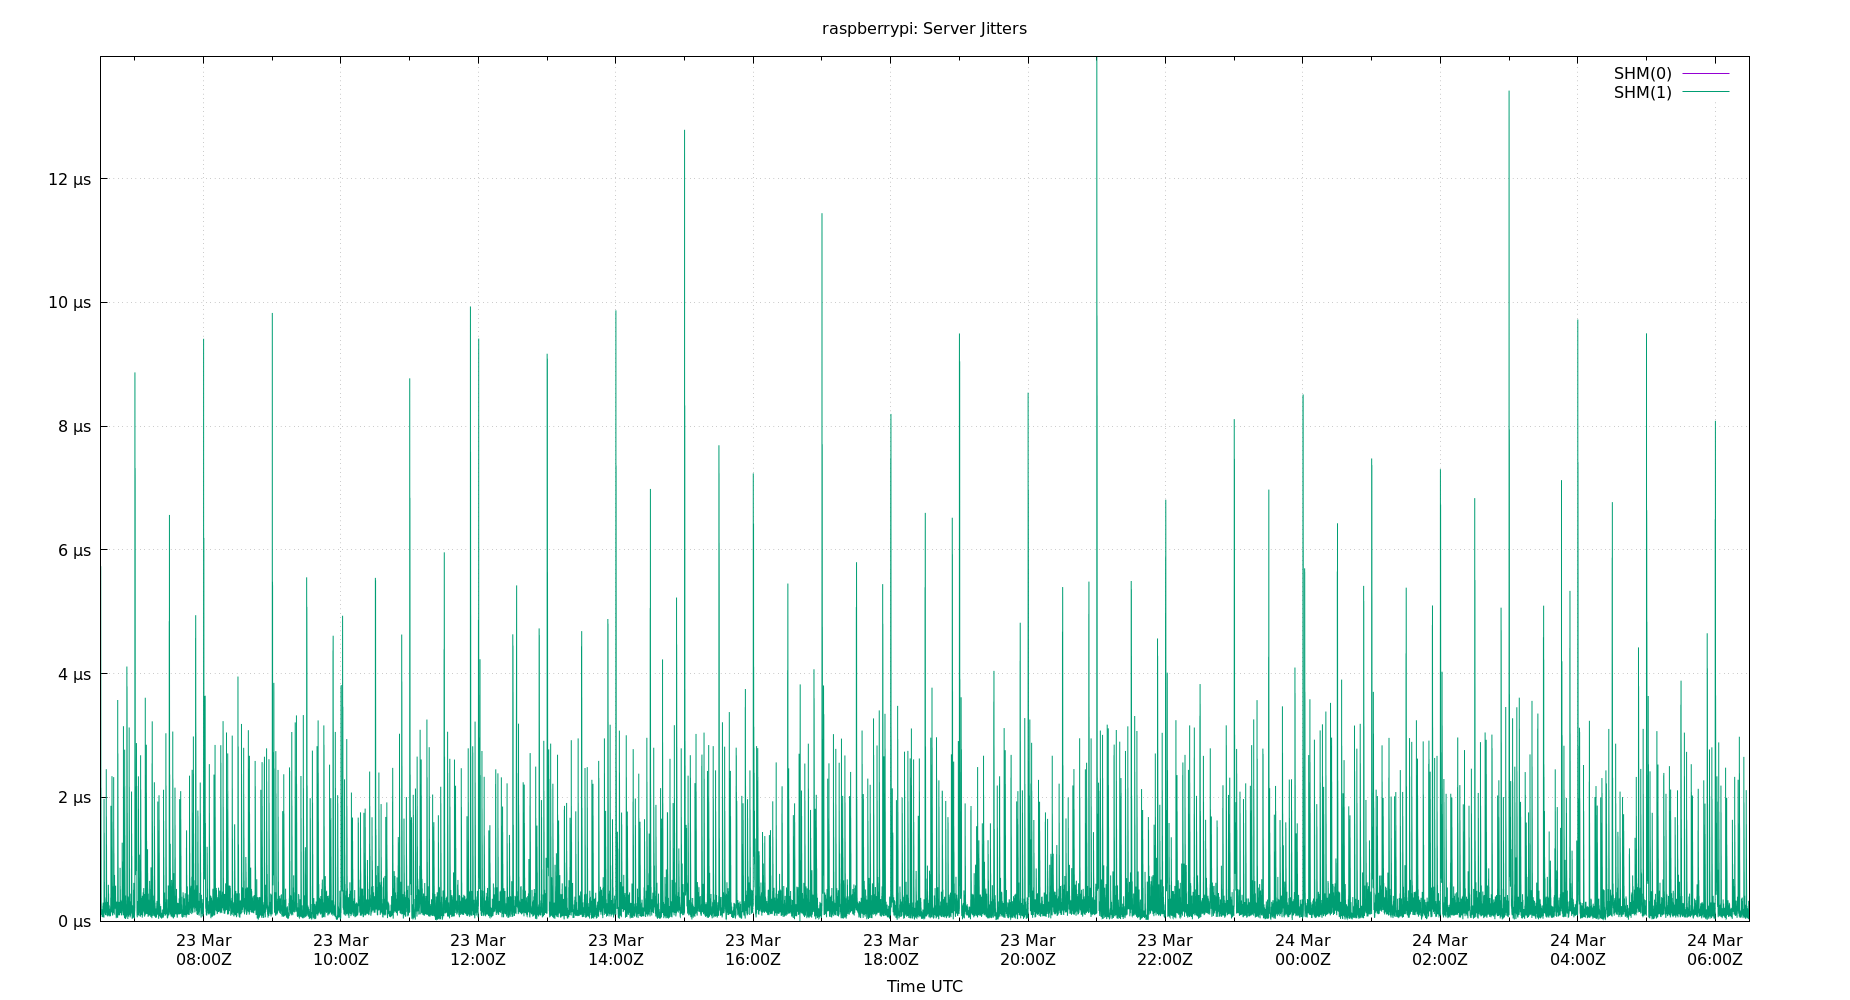 raspberrypi: Server Jitters
SHM(0)
SHM(1)
12 µs
10 µs
8 µs
6 µs
4 µs
2 µs
0 µs
23 Mar 23 Mar 23 Mar 23 Mar 23 Mar 23 Mar 23 Mar 23 Mar 24 Mar 24 Mar 24 Mar 24 Mar
08:00Z 10:00Z 12:00Z 14:00Z 16:00Z 18:00Z 20:00Z 22:00Z 00:00Z 02:00Z 04:00Z 06:00Z
Time UTC